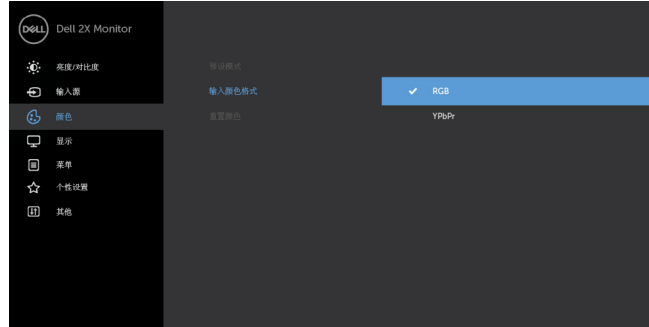 DELL Dell 2X Monitor
亮度/对比度
预设模式
输入源
输入颜色格式
RGB
颜色
重置颜色
YPbPr
显示
菜单
个性设置
其他